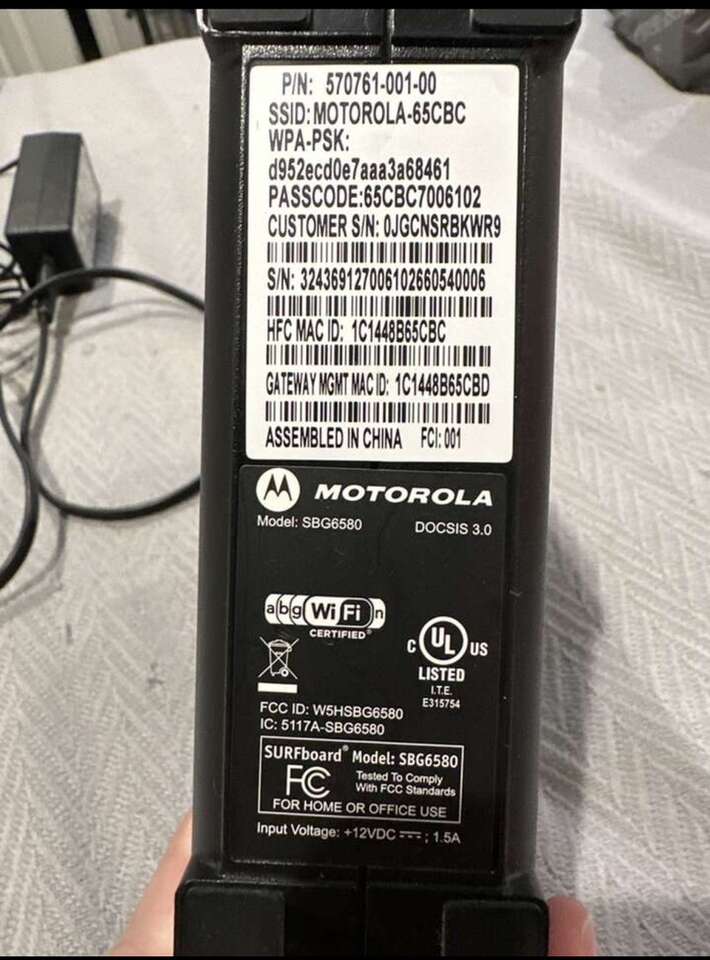 P/N: 570761-001-00
SSID: MOTOROLA-65CBC
WPA-PSK:
d952ecd0e7aaa3a68461
PASSCODE:65CBC7006102
CUSTOMER S/N: 0JGCNSRBKWR9
S/N: 324369127006102660540006
HFC MAC ID: 1C1448B65CBC
GATEWAY MGMT MAC ID: 1C1448B65CBD
ASSEMBLED IN CHINA FCI: 001
MOTOROLA
Model: SBG6580 DOCSIS 3.0
abg Wi Fi n
CERTIFIED®
C UL US
LISTED
I.T.E.
E315754
FCC ID: W5HSBG6580
IC: 5117A-SBG6580
SURFboard® Model: SBG6580
FC Tested To Comply
With FCC Standards
FOR HOME OR OFFICE USE
Input Voltage: +12VDC ⎓; 1.5A